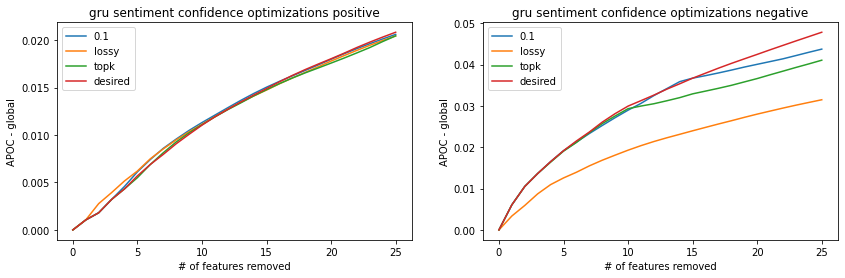 gru sentiment confidence optimizations positive
APOC - global
0.020
0.015
0.010
0.005
0.000
0.1
lossy
topk
desired
0 5 10 15 20 25
# of features removed
gru sentiment confidence optimizations negative
APOC - global
0.05
0.04
0.03
0.02
0.01
0.00
0.1
lossy
topk
desired
0 5 10 15 20 25
# of features removed